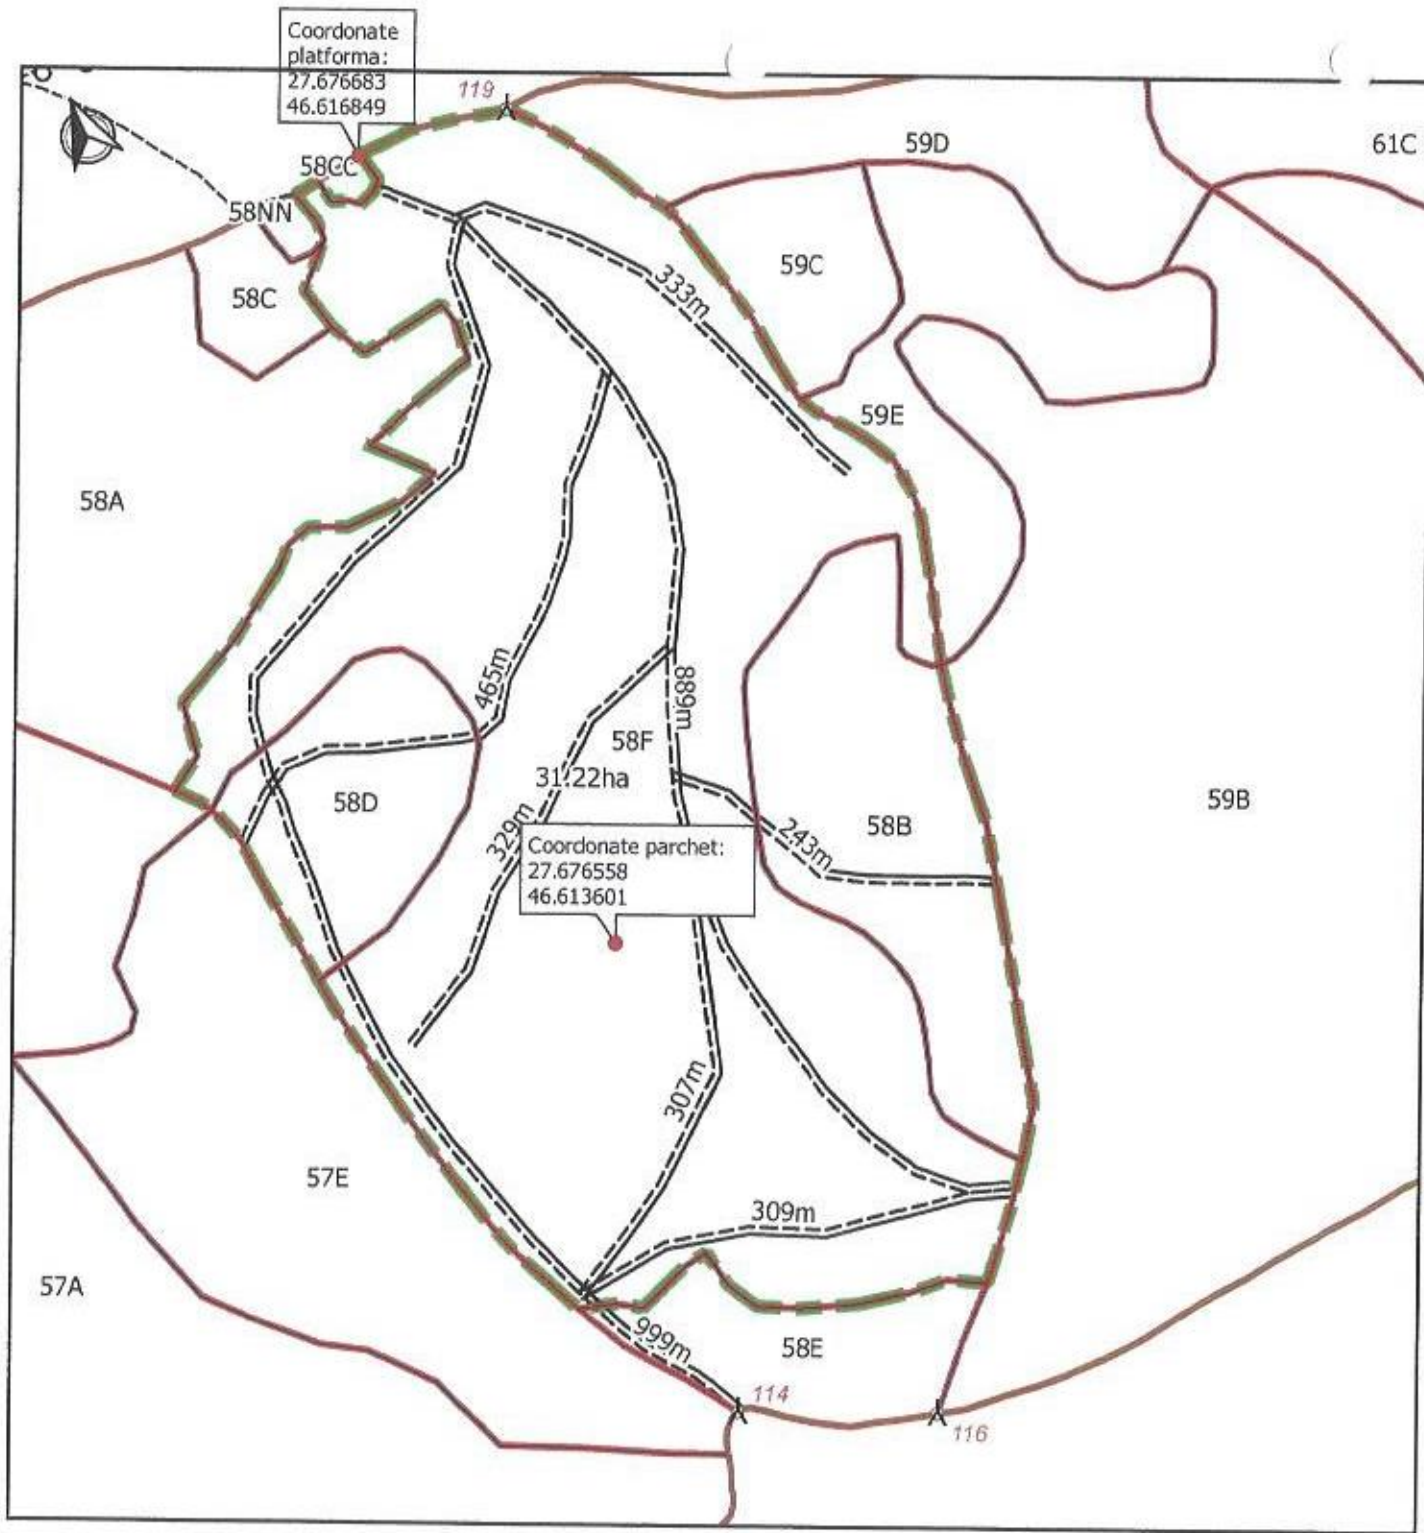 Coordonate
platforma:
27.676683
46.616849
119
59D
61C
58CC
58NN
59C
58C
333m
59E
58A
465m
889m
58F
31.22ha
58D
59B
329m
243m
58B
Coordonate parchet:
27.676558
46.613601
307m
57E
309m
57A
999m
58E
114
116